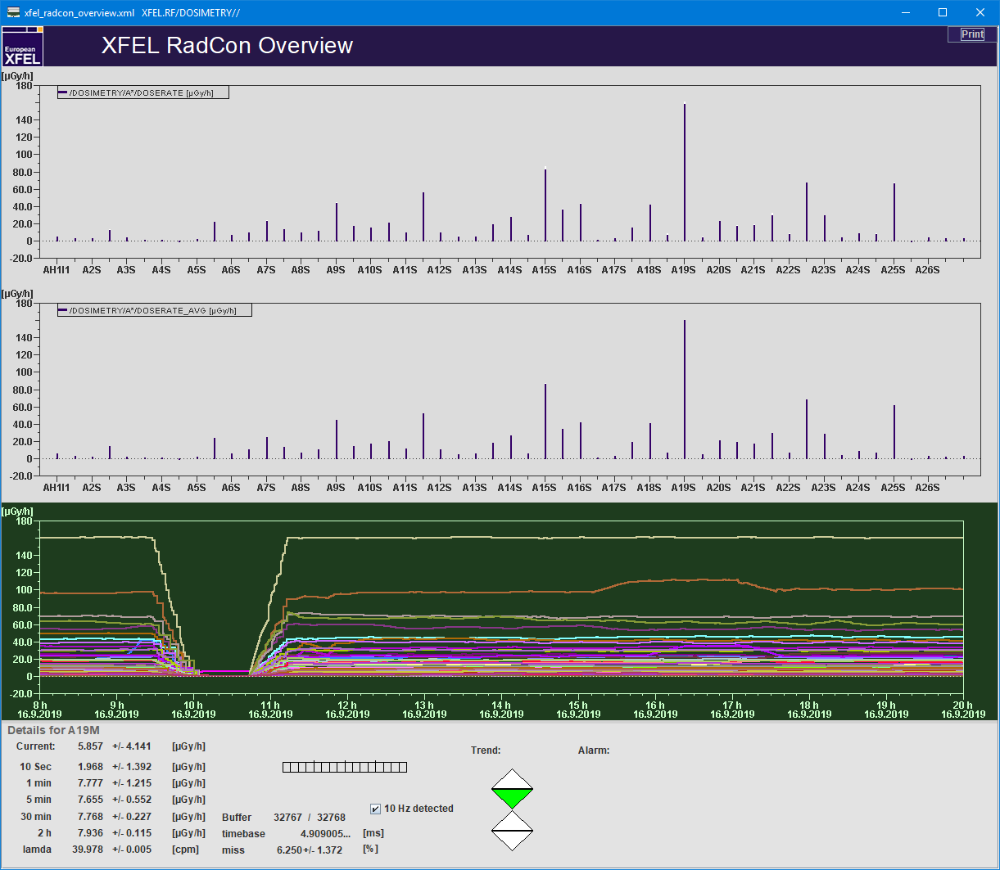 xfel_radcon_overview.xml XFEL.RF/DOSIMETRY//
European
XFEL
XFEL RadCon Overview
Print
[µGy/h]
180
/DOSIMETRY/A*/DOSERATE [µGy/h]
140
120
100
80.0
60.0
40.0
20.0
0
-20.0
AH1I1 A2S A3S A4S A5S A6S A7S A8S A9S A10S A11S A12S A13S A14S A15S A16S A17S A18S A19S A20S A21S A22S A23S A24S A25S A26S
[µGy/h]
180
/DOSIMETRY/A*/DOSERATE_AVG [µGy/h]
140
120
100
80.0
60.0
40.0
20.0
0
-20.0
AH1I1 A2S A3S A4S A5S A6S A7S A8S A9S A10S A11S A12S A13S A14S A15S A16S A17S A18S A19S A20S A21S A22S A23S A24S A25S A26S
[µGy/h]
180
140
120
100
80.0
60.0
40.0
20.0
0
-20.0
8 h 9 h 10 h 11 h 12 h 13 h 14 h 15 h 16 h 17 h 18 h 19 h 20 h
16.9.2019 16.9.2019 16.9.2019 16.9.2019 16.9.2019 16.9.2019 16.9.2019 16.9.2019 16.9.2019 16.9.2019 16.9.2019 16.9.2019 16.9.2019
Details for A19M
Current: 5.857 +/- 4.141 [µGy/h]
Trend: Alarm:
10 Sec 1.968 +/- 1.392 [µGy/h]
1 min 7.777 +/- 1.215 [µGy/h]
5 min 7.655 +/- 0.552 [µGy/h]
10 Hz detected
30 min 7.768 +/- 0.227 [µGy/h] Buffer 32767 / 32768
2 h 7.936 +/- 0.115 [µGy/h] timebase 4.909005... [ms]
lamda 39.978 +/- 0.005 [cpm] miss 6.250+/- 1.372 [%]